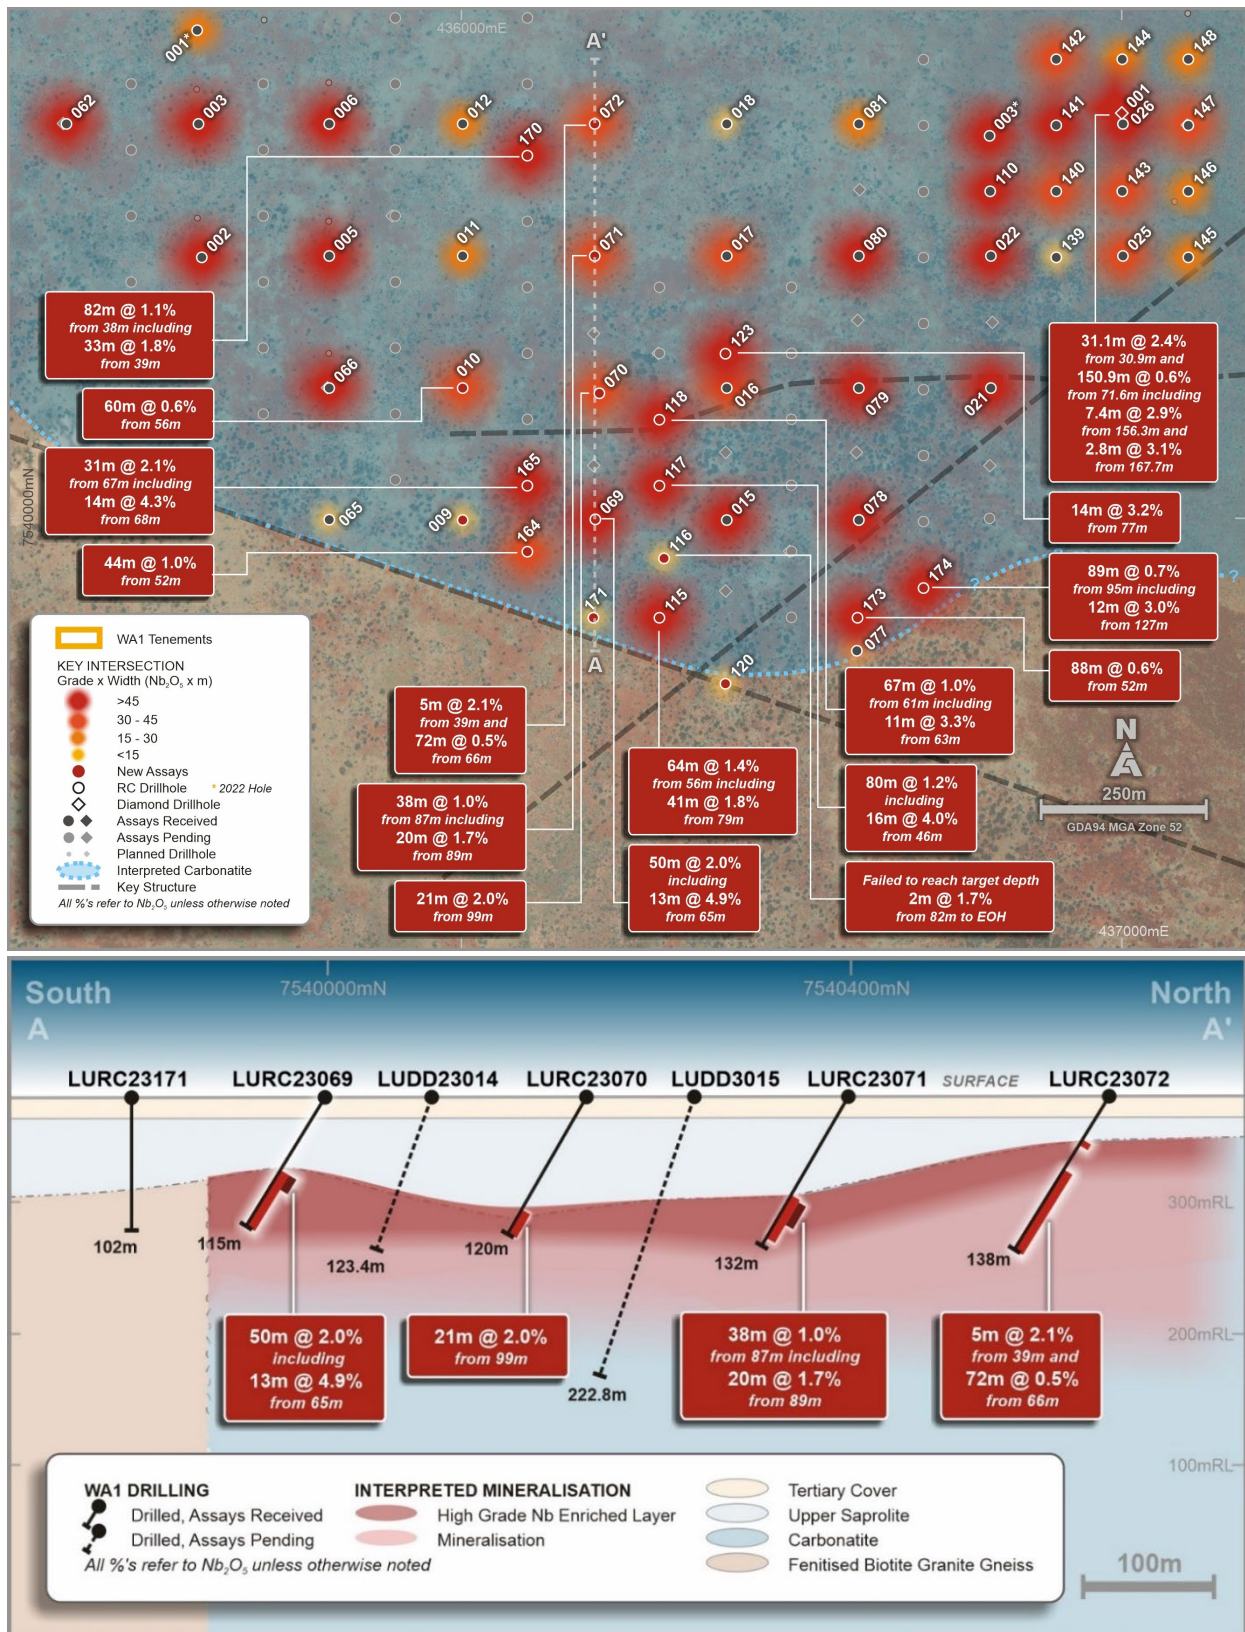 436000mE
A'
001*
062
003
006
012
170
072
018
081
003*
142
144
148
141
001
026
147
110
140
143
146
002
005
011
071
017
080
022
139
025
145
82m @ 1.1%
from 38m including
33m @ 1.8%
from 39m
60m @ 0.6%
from 56m
31m @ 2.1%
from 67m including
14m @ 4.3%
from 68m
44m @ 1.0%
from 52m
7540000mN
066
010
070
123
016
118
079
021
165
117
069
015
078
065
009
164
116
171
115
174
173
077
120
A
?
?
31.1m @ 2.4%
from 30.9m and
150.9m @ 0.6%
from 71.6m including
7.4m @ 2.9%
from 156.3m and
2.8m @ 3.1%
from 167.7m
14m @ 3.2%
from 77m
89m @ 0.7%
from 95m including
12m @ 3.0%
from 127m
88m @ 0.6%
from 52m
WA1 Tenements
KEY INTERSECTION
Grade x Width (Nb₂O₅ x m)
>45
30 - 45
15 - 30
<15
New Assays
RC Drillhole * 2022 Hole
Diamond Drillhole
Assays Received
Assays Pending
Planned Drillhole
Interpreted Carbonatite
Key Structure
All %'s refer to Nb₂O₅ unless otherwise noted
5m @ 2.1%
from 39m and
72m @ 0.5%
from 66m
38m @ 1.0%
from 87m including
20m @ 1.7%
from 89m
21m @ 2.0%
from 99m
64m @ 1.4%
from 56m including
41m @ 1.8%
from 79m
50m @ 2.0%
including
13m @ 4.9%
from 65m
67m @ 1.0%
from 61m including
11m @ 3.3%
from 63m
80m @ 1.2%
including
16m @ 4.0%
from 46m
Failed to reach target depth
2m @ 1.7%
from 82m to EOH
N
250m
GDA94 MGA Zone 52
437000mE
South
A
7540000mN
7540400mN
North
A'
LURC23171
LURC23069
LUDD23014
LURC23070
LUDD3015
LURC23071
SURFACE
LURC23072
300mRL
102m
115m
123.4m
120m
222.8m
132m
138m
200mRL
50m @ 2.0%
including
13m @ 4.9%
from 65m
21m @ 2.0%
from 99m
38m @ 1.0%
from 87m including
20m @ 1.7%
from 89m
5m @ 2.1%
from 39m and
72m @ 0.5%
from 66m
100mRL
WA1 DRILLING
Drilled, Assays Received
Drilled, Assays Pending
All %'s refer to Nb₂O₅ unless otherwise noted
INTERPRETED MINERALISATION
High Grade Nb Enriched Layer
Mineralisation
Tertiary Cover
Upper Saprolite
Carbonatite
Fenitised Biotite Granite Gneiss
100m